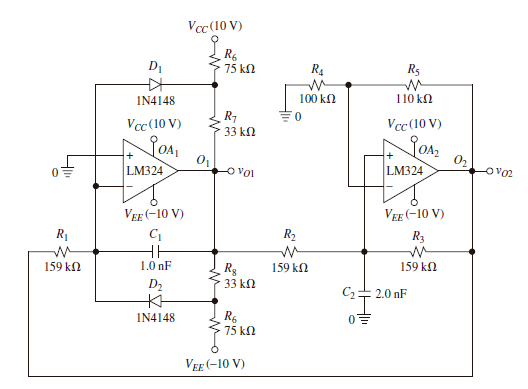 V_CC (10 V)
R_6
75 kΩ
D_1
1N4148
R_7
33 kΩ
V_CC (10 V)
OA_1
+
LM324
−
0
O_1
v_O1
V_EE (−10 V)
R_1
159 kΩ
C_1
1.0 nF
D_2
1N4148
R_8
33 kΩ
R_6
75 kΩ
V_EE (−10 V)
R_2
159 kΩ
R_4
100 kΩ
0
R_5
110 kΩ
V_CC (10 V)
OA_2
+
LM324
−
O_2
v_O2
V_EE (−10 V)
R_3
159 kΩ
C_2
2.0 nF
0